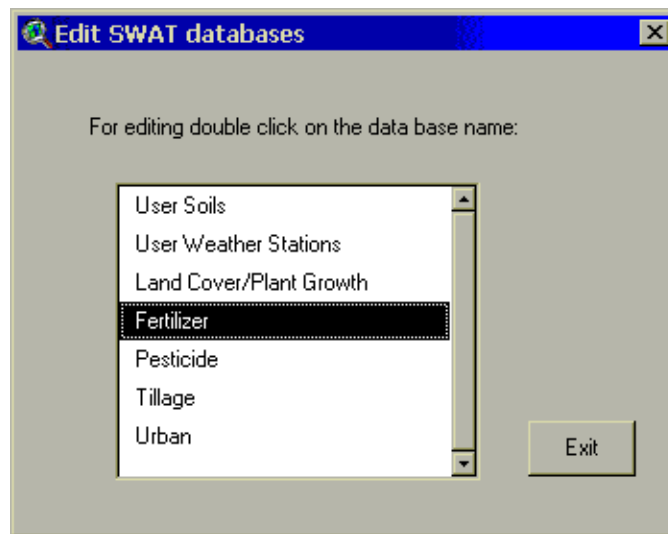 Edit SWAT databases
For editing double click on the data base name:
User Soils
User Weather Stations
Land Cover/Plant Growth
Fertilizer
Pesticide
Tillage
Urban
Exit